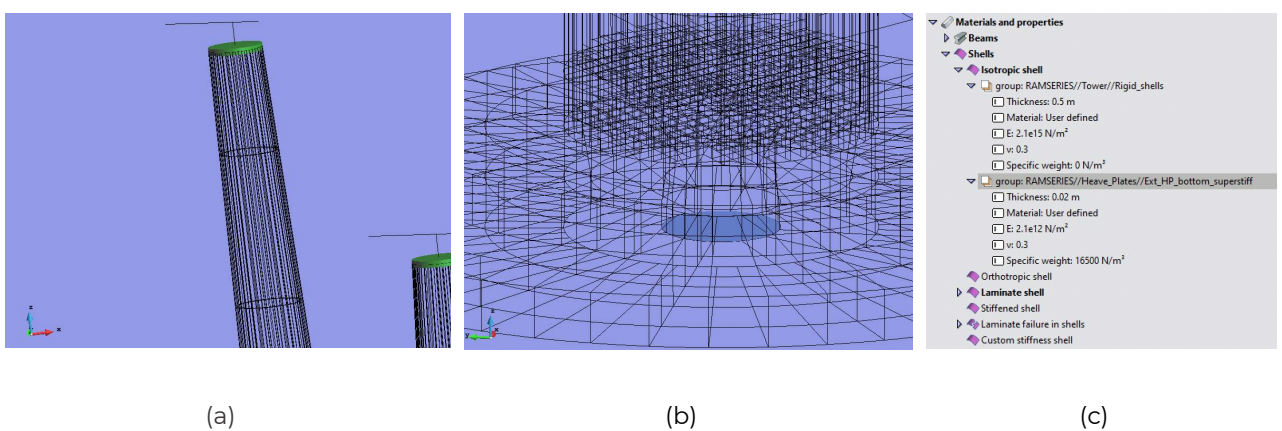 z
x
z
y
x
Materials and properties
Beams
Shells
Isotropic shell
group: RAMSERIES//Tower//Rigid_shells
Thickness: 0.5 m
Material: User defined
E: 2.1e15 N/m²
ν: 0.3
Specific weight: 0 N/m³
group: RAMSERIES//Heave_Plates//Ext_HP_bottom_superstiff
Thickness: 0.02 m
Material: User defined
E: 2.1e12 N/m²
ν: 0.3
Specific weight: 16500 N/m³
Orthotropic shell
Laminate shell
Stiffened shell
Laminate failure in shells
Custom stiffness shell
(a)
(b)
(c)